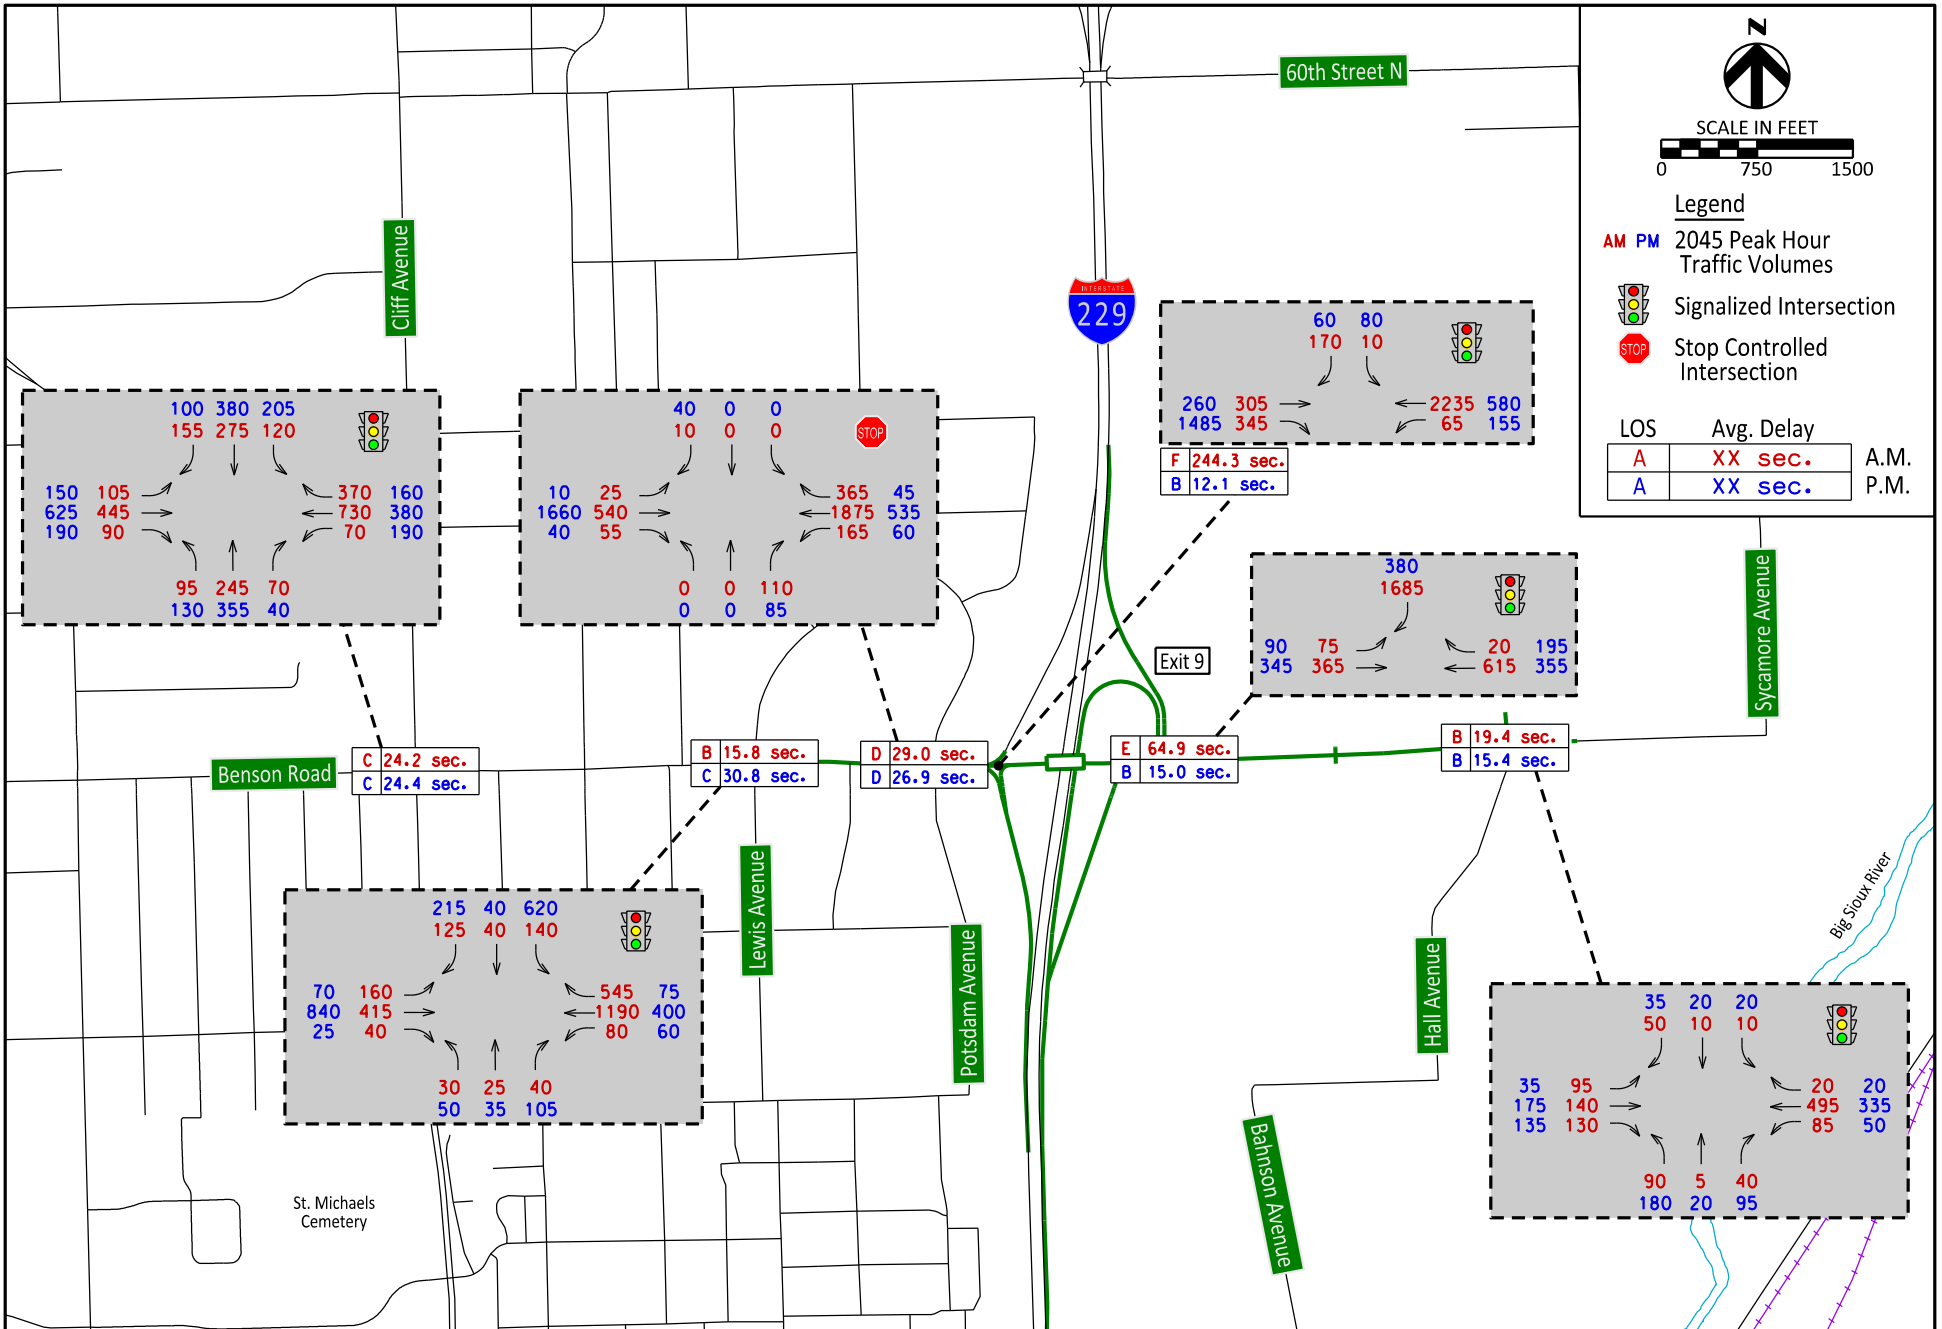 60th Street N
N
SCALE IN FEET
0 750 1500
Legend
AM PM 2045 Peak Hour
Traffic Volumes
Signalized Intersection
STOP Stop Controlled
Intersection
LOS Avg. Delay
A XX sec. A.M.
A XX sec. P.M.
Cliff Avenue
INTERSTATE
229
60 80
170 10
260 305 2235 580
1485 345 65 155
F 244.3 sec.
B 12.1 sec.
100 380 205
155 275 120
150 105 370 160
625 445 730 380
190 90 70 190
95 245 70
130 355 40
40 0 0
10 0 0
STOP
10 25 365 45
1660 540 1875 535
40 55 165 60
0 0 110
0 0 85
380
1685
90 75 20 195
345 365 615 355
Exit 9
Sycamore Avenue
Benson Road
C 24.2 sec.
C 24.4 sec.
B 15.8 sec.
C 30.8 sec.
D 29.0 sec.
D 26.9 sec.
E 64.9 sec.
B 15.0 sec.
B 19.4 sec.
B 15.4 sec.
215 40 620
125 40 140
70 160 545 75
840 415 1190 400
25 40 80 60
30 25 40
50 35 105
Lewis Avenue
Potsdam Avenue
Hall Avenue
Big Sioux River
35 20 20
50 10 10
35 95 20 20
175 140 495 335
135 130 85 50
90 5 40
180 20 95
Bahnson Avenue
St. Michaels
Cemetery